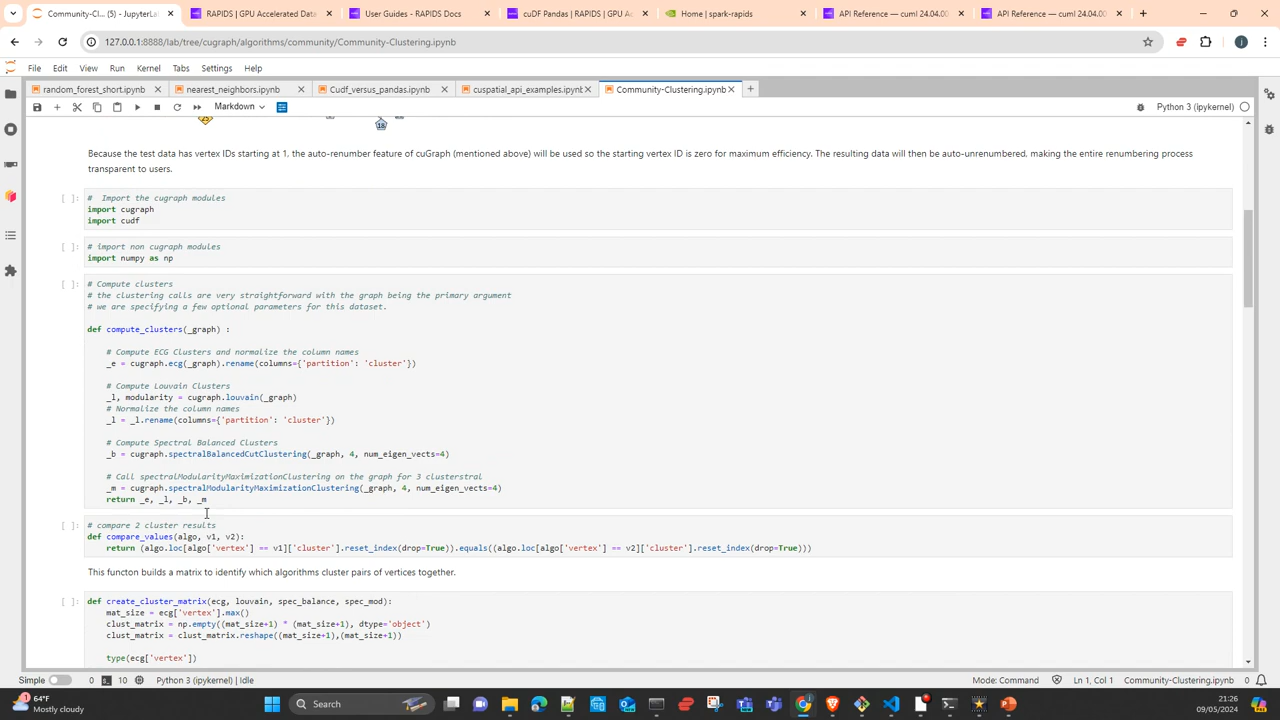 Community-Cl... (5) - JupyterLab
RAPIDS | GPU Accelerated Data
User Guides - RAPIDS Docs
cuDF Pandas | RAPIDS | GPU Ac
Home | spark-rapids
API Reference — cuml 24.04.00
API Reference — cuml 24.04.00
127.0.0.1:8888/lab/tree/cugraph/algorithms/community/Community-Clustering.ipynb
File Edit View Run Kernel Tabs Settings Help
random_forest_short.ipynb
nearest_neighbors.ipynb
Cudf_versus_pandas.ipynb
cuspatial_api_examples.ipynb
Community-Clustering.ipynb
Markdown
Python 3 (ipykernel)
18
Because the test data has vertex IDs starting at 1, the auto-renumber feature of cuGraph (mentioned above) will be used so the starting vertex ID is zero for maximum efficiency. The resulting data will then be auto-unrenumbered, making the entire renumbering process
transparent to users.
[ ]: # Import the cugraph modules
import cugraph
import cudf
[ ]: # import non cugraph modules
import numpy as np
[ ]: # Compute clusters
# the clustering calls are very straightforward with the graph being the primary argument
# we are specifying a few optional parameters for this dataset.
def compute_clusters(_graph) :
# Compute ECG Clusters and normalize the column names
_e = cugraph.ecg(_graph).rename(columns={'partition': 'cluster'})
# Compute Louvain Clusters
_l, modularity = cugraph.louvain(_graph)
# Normalize the column names
_l = _l.rename(columns={'partition': 'cluster'})
# Compute Spectral Balanced Clusters
_b = cugraph.spectralBalancedCutClustering(_graph, 4, num_eigen_vects=4)
# Call spectralModularityMaximizationClustering on the graph for 3 clusterstral
_m = cugraph.spectralModularityMaximizationClustering(_graph, 4, num_eigen_vects=4)
return _e, _l, _b, _m
[ ]: # compare 2 cluster results
def compare_values(algo, v1, v2):
return (algo.loc[algo['vertex'] == v1]['cluster'].reset_index(drop=True)).equals((algo.loc[algo['vertex'] == v2]['cluster'].reset_index(drop=True)))
This functon builds a matrix to identify which algorithms cluster pairs of vertices together.
[ ]: def create_cluster_matrix(ecg, louvain, spec_balance, spec_mod):
mat_size = ecg['vertex'].max()
clust_matrix = np.empty((mat_size+1) * (mat_size+1), dtype='object')
clust_matrix = clust_matrix.reshape((mat_size+1),(mat_size+1))
type(ecg['vertex'])
Simple 0 10 Python 3 (ipykernel) | Idle
Mode: Command Ln 1, Col 1 Community-Clustering.ipynb 0
64°F
Mostly cloudy
Search
21:26
09/05/2024